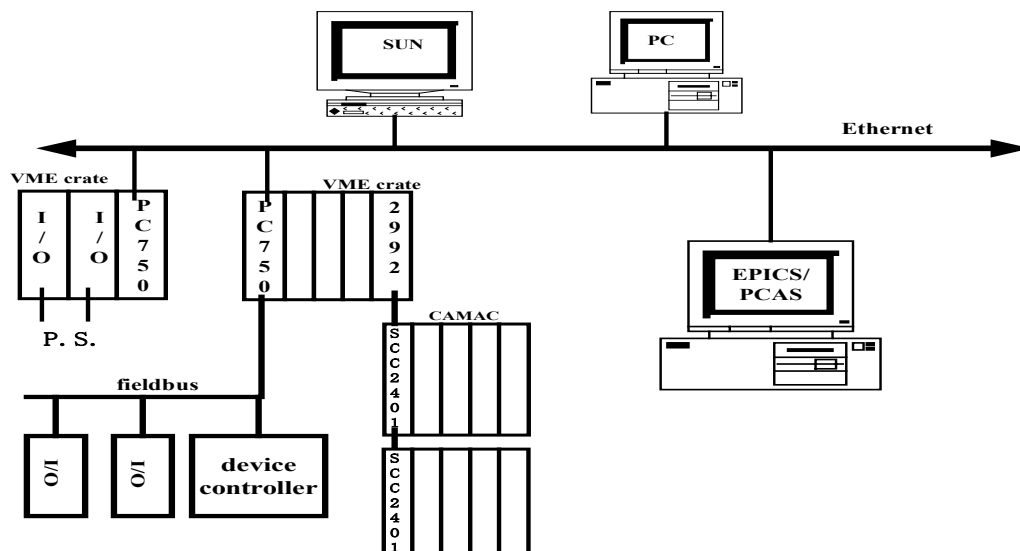 SUN
PC
Ethernet
VME crate
I/O
I/O
PC750
VME crate
PC750
2992
P. S.
EPICS/
PCAS
CAMAC
SCC2401
fieldbus
I/O
I/O
device
controller
SCC2401